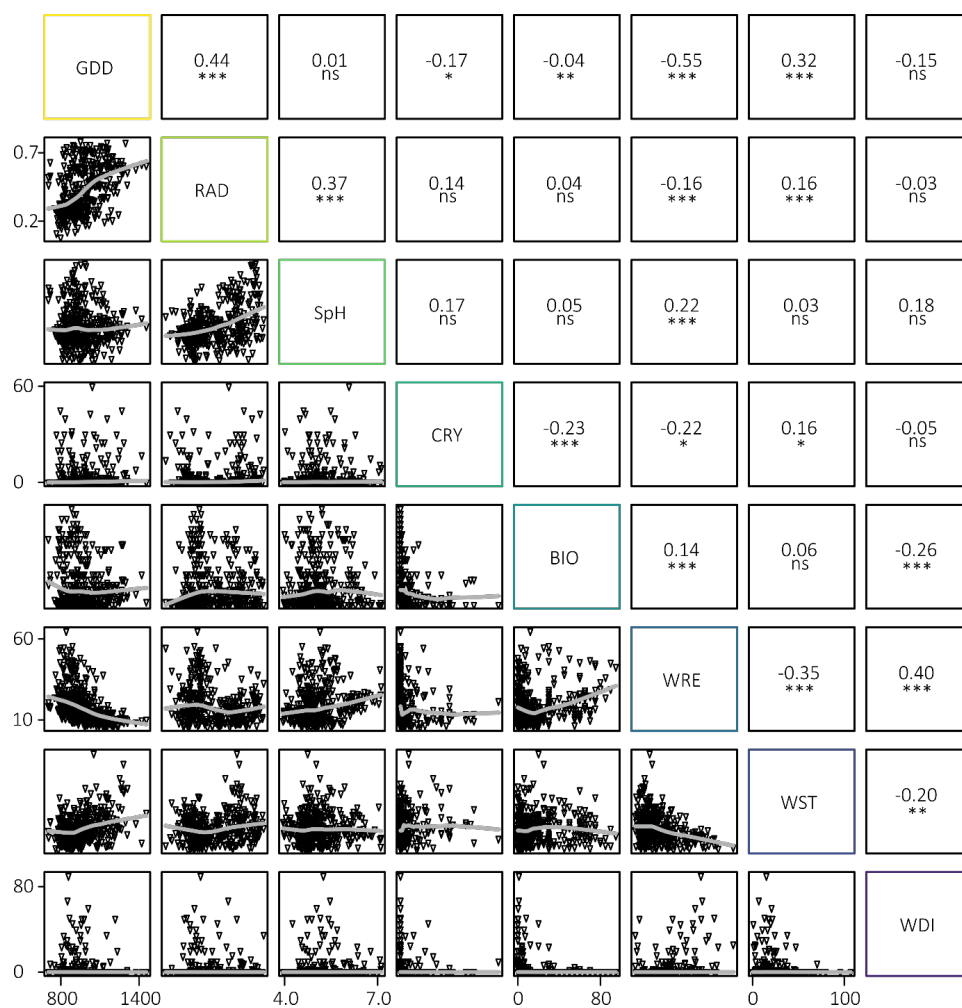 GDD 0.44 0.01 -0.17 -0.04 -0.55 0.32 -0.15
*** ns * ** *** *** ns
0.7
RAD 0.37 0.14 0.04 -0.16 0.16 -0.03
*** ns ns *** *** ns
0.2
SpH 0.17 0.05 0.22 0.03 0.18
ns ns *** ns ns
60
CRY -0.23 -0.22 0.16 -0.05
*** * * ns
0
BIO 0.14 0.06 -0.26
*** ns ***
60
WRE -0.35 0.40
*** ***
10
WST -0.20
**
80
WDI
0
800 1400 4.0 7.0 0 80 0 100